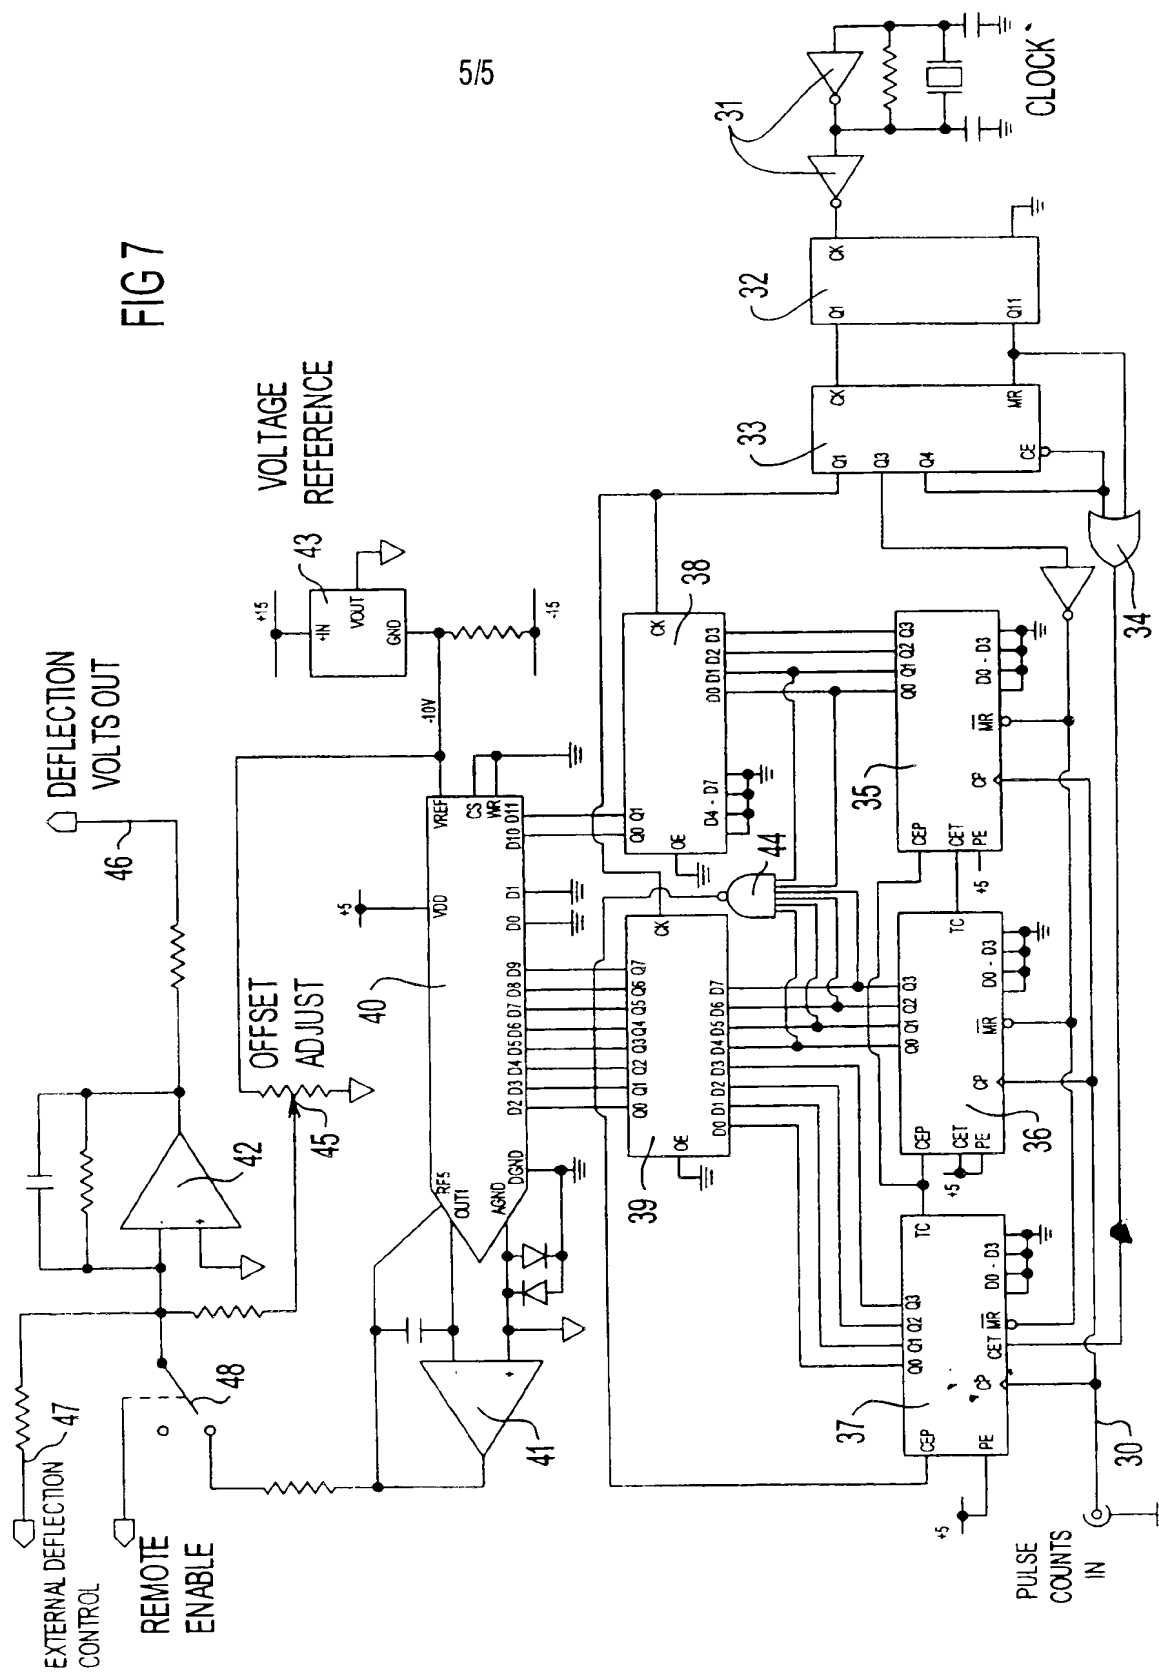 5/5
FIG 7
EXTERNAL DEFLECTION
CONTROL
47
REMOTE
ENABLE
48
DEFLECTION
VOLTS OUT
46
42
-
+
OFFSET
ADJUST
45
VOLTAGE
REFERENCE
43
+15
+IN
VOUT
GND
-15
-10V
41
-
+
40
RFS
OUT1
AGND
DGND
VDD
+5
VREF
CS
WR
D2 D3 D4 D5 D6 D7 D8 D9 D0 D1 D10 D11
39
Q0 Q1 Q2 Q3 Q4 Q5 Q6 Q7
CK
OE
D0 D1 D2 D3 D4 D5 D6 D7
38
Q0 Q1
CK
OE
D4 - D7
D0 D1 D2 D3
44
37
Q0 Q1 Q2 Q3
TC
CEP
PE
+5
CP
CET
MR
D0 - D3
36
Q0 Q1 Q2 Q3
TC
CEP
CET
PE
+5
CP
MR
D0 - D3
35
Q0 Q1 Q2 Q3
CEP
CET
PE
+5
CP
MR
D0 - D3
34
33
Q1
Q3
Q4
CE
CK
MR
32
Q1
Q11
CK
31
CLOCK
PULSE
COUNTS
IN
30